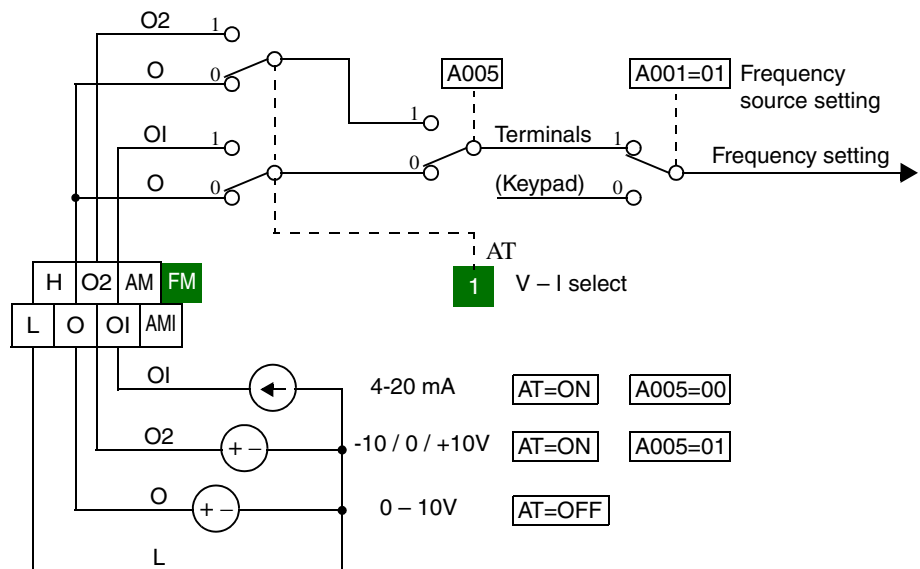 O2 1
O 0
A005 A001=01 Frequency
source setting
OI 1
1
Terminals 1
0
Frequency setting
O 0
(Keypad) 0
AT
1 V – I select
H O2 AM FM
L O OI AMI
OI 4-20 mA AT=ON A005=00
O2 + – -10 / 0 / +10V AT=ON A005=01
O + – 0 – 10V AT=OFF
L